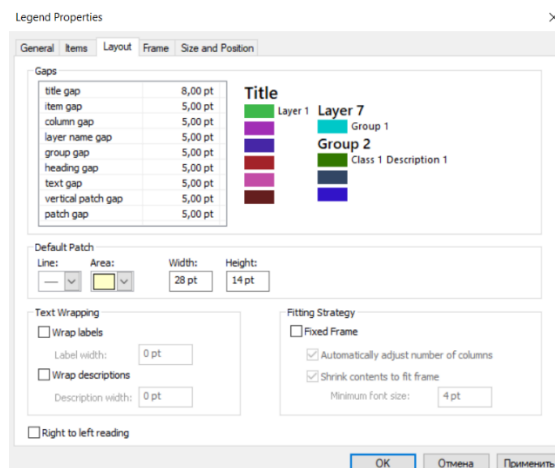 Legend Properties
General Items Layout Frame Size and Position
Gaps
title gap 8,00 pt
item gap 5,00 pt
column gap 5,00 pt
layer name gap 5,00 pt
group gap 5,00 pt
heading gap 5,00 pt
text gap 5,00 pt
vertical patch gap 5,00 pt
patch gap 5,00 pt
Title
Layer 1 Layer 7
Group 1
Group 2
Class 1 Description 1
Default Patch
Line: Area: Width: Height:
28 pt 14 pt
Text Wrapping
Wrap labels
Label width: 0 pt
Wrap descriptions
Description width: 0 pt
Fitting Strategy
Fixed Frame
Automatically adjust number of columns
Shrink contents to fit frame
Minimum font size: 4 pt
Right to left reading
OK Отмена Применить